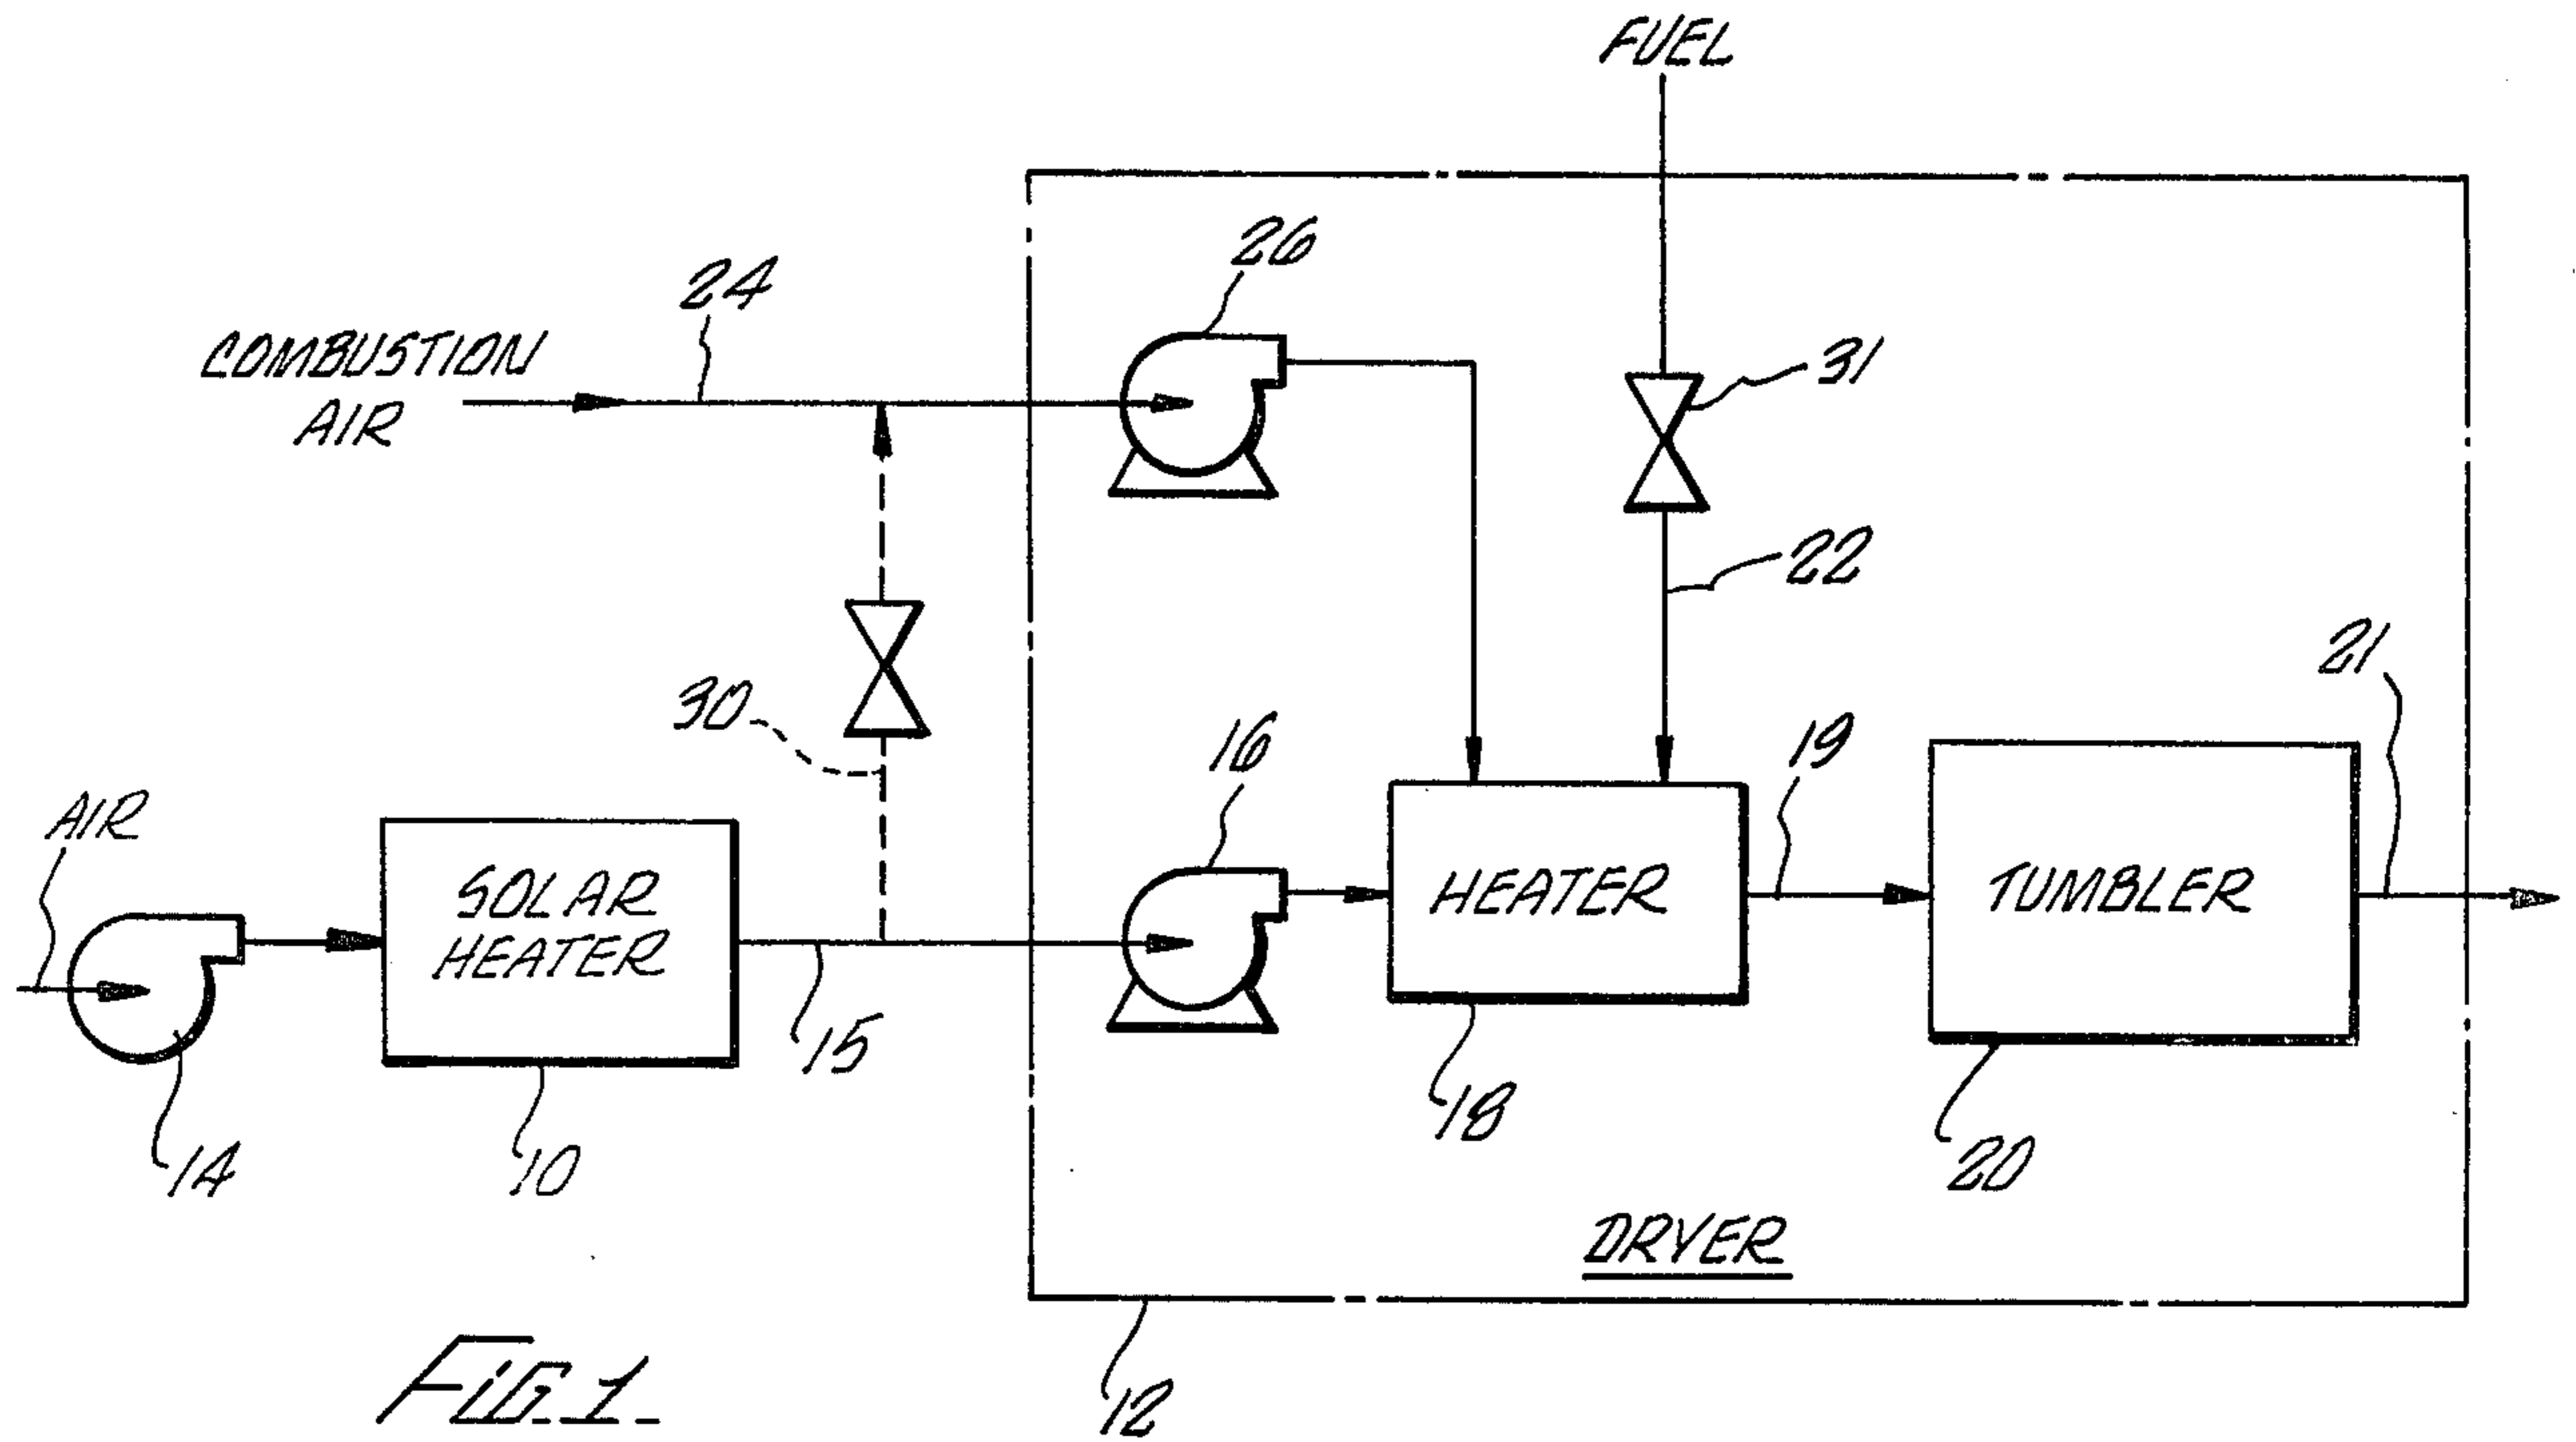 FUEL
26
24
COMBUSTION
AIR
31
22
21
30
16
19
AIR
SOLAR
HEATER
HEATER
TUMBLER
15
18
14
10
20
DRYER
FIG. 1
12